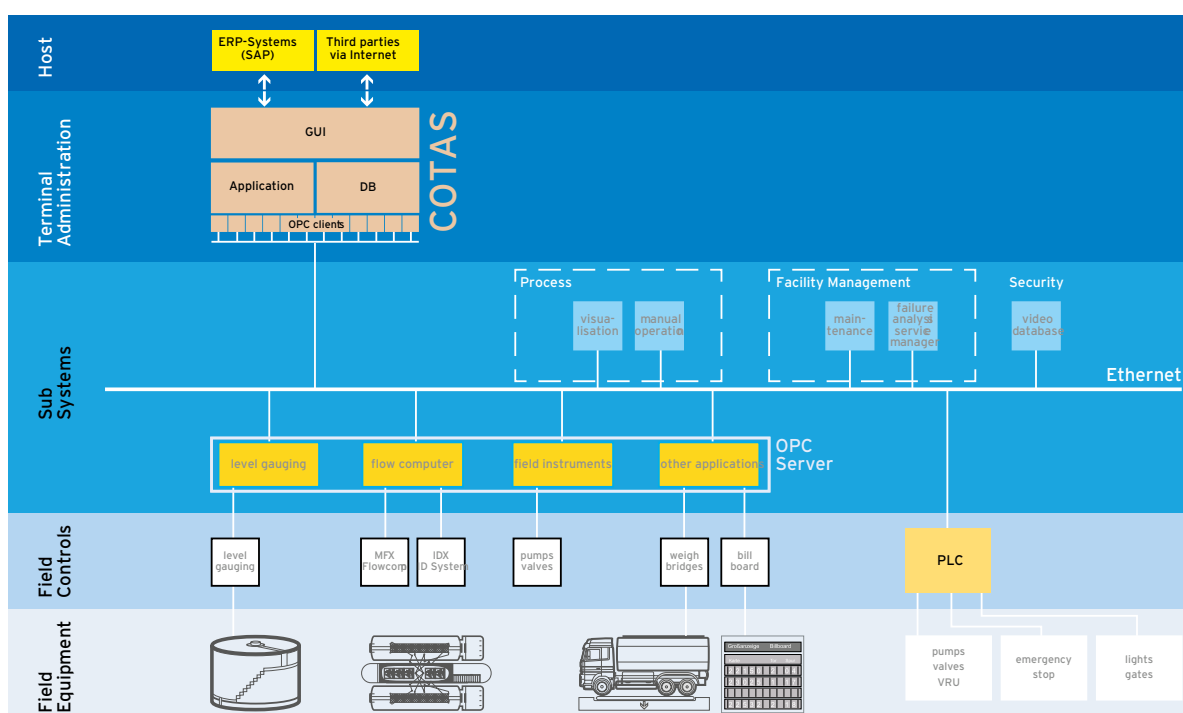 Host
ERP-Systems
(SAP)
Third parties
via Internet
Terminal
Administration
GUI
Application
DB
OPC clients
COTAS
Sub
Systems
Process
visua-
lisation
manual
operation
Facility Management
main-
tenance
failure
analysis
service
manager
Security
video
database
Ethernet
level gauging
flow computer
field instruments
other applications
OPC
Server
Field
Controls
level
gauging
MFX
Flowcomp
IDX
ID System
pumps
valves
weigh
bridges
bill
board
PLC
Field
Equipment
Großanzeige Billboard
pumps
valves
VRU
emergency
stop
lights
gates